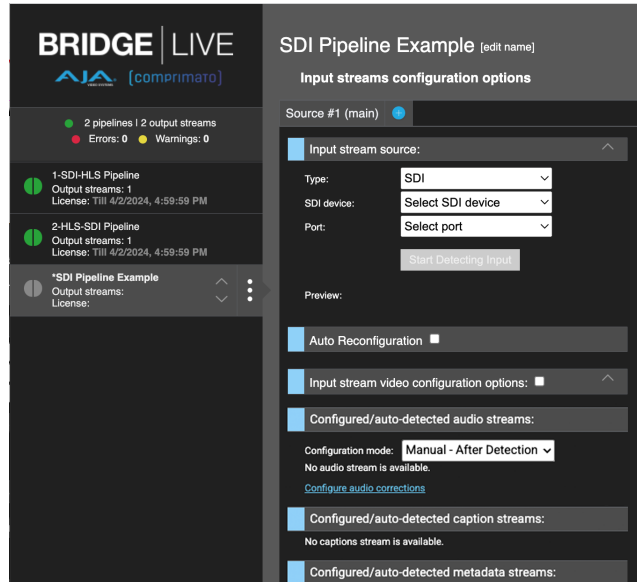 BRIDGE | LIVE
AJA VIDEO SYSTEMS [comprimato]
2 pipelines | 2 output streams
Errors: 0 Warnings: 0
1-SDI-HLS Pipeline
Output streams: 1
License: Till 4/2/2024, 4:59:59 PM
2-HLS-SDI Pipeline
Output streams: 1
License: Till 4/2/2024, 4:59:59 PM
*SDI Pipeline Example
Output streams:
License:
SDI Pipeline Example [edit name]
Input streams configuration options
Source #1 (main)
Input stream source:
Type: SDI
SDI device: Select SDI device
Port: Select port
Start Detecting Input
Preview:
Auto Reconfiguration
Input stream video configuration options:
Configured/auto-detected audio streams:
Configuration mode: Manual - After Detection
No audio stream is available.
Configure audio corrections
Configured/auto-detected caption streams:
No captions stream is available.
Configured/auto-detected metadata streams: